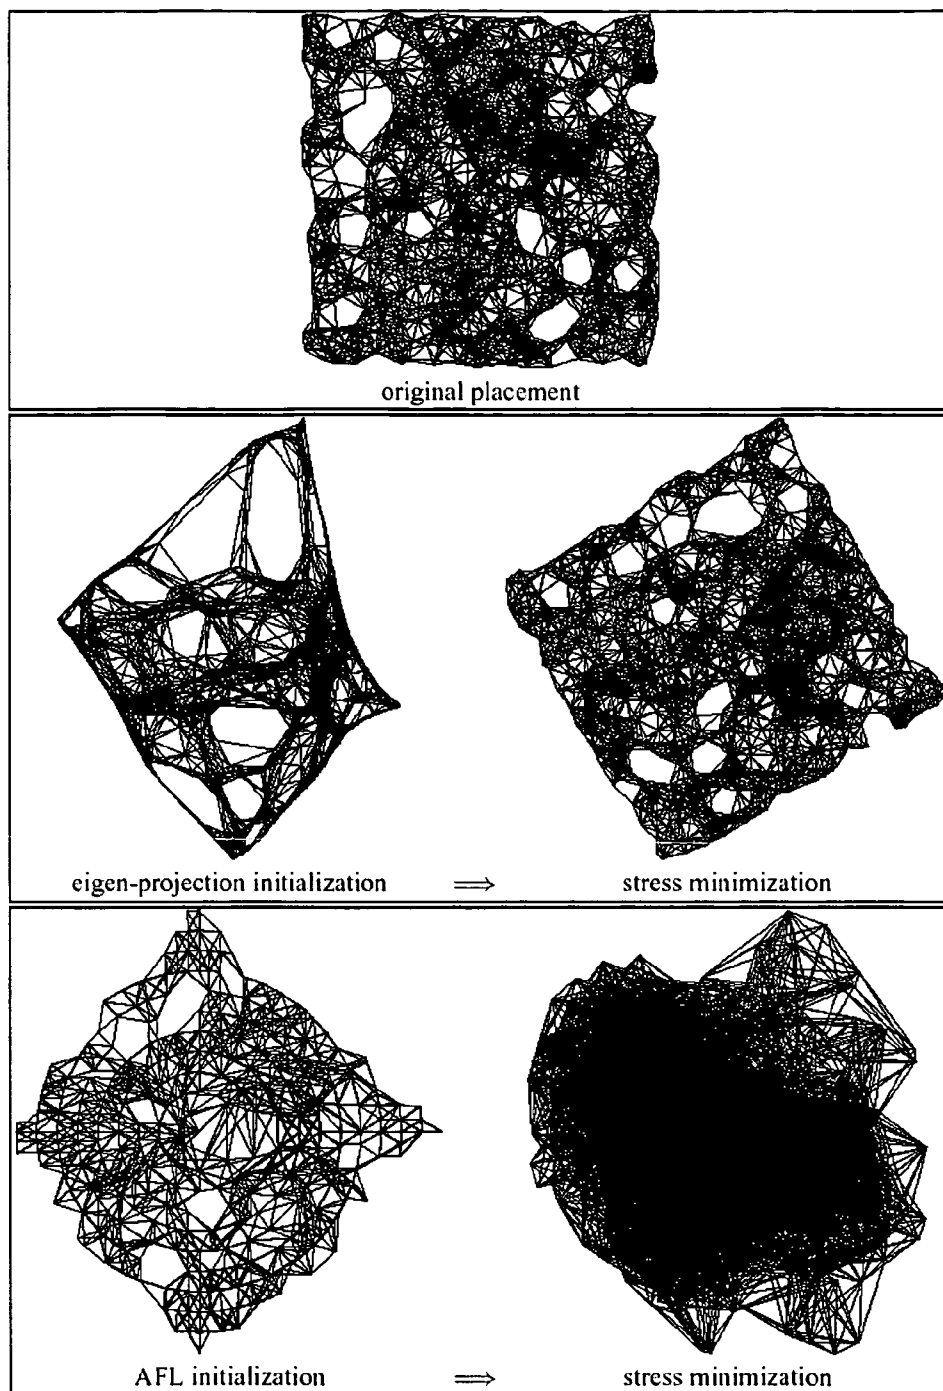 original placement
eigen-projection initialization ⟹ stress minimization
AFL initialization ⟹ stress minimization